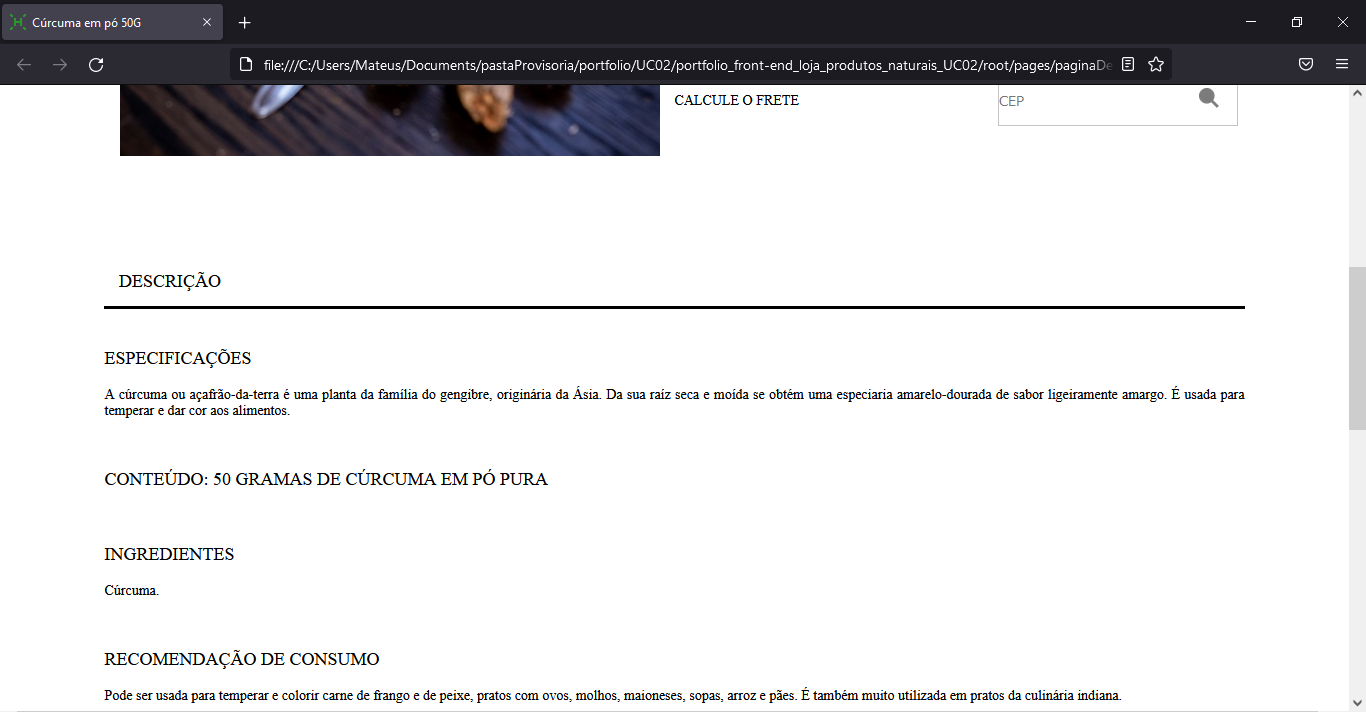 Cúrcuma em pó 50G
file:///C:/Users/Mateus/Documents/pastaProvisoria/portfolio/UC02/portfolio_front-end_loja_produtos_naturais_UC02/root/pages/paginaDe
CALCULE O FRETE
CEP
DESCRIÇÃO
ESPECIFICAÇÕES
A cúrcuma ou açafrão-da-terra é uma planta da família do gengibre, originária da Ásia. Da sua raíz seca e moída se obtém uma especiaria amarelo-dourada de sabor ligeiramente amargo. É usada para
temperar e dar cor aos alimentos.
CONTEÚDO: 50 GRAMAS DE CÚRCUMA EM PÓ PURA
INGREDIENTES
Cúrcuma.
RECOMENDAÇÃO DE CONSUMO
Pode ser usada para temperar e colorir carne de frango e de peixe, pratos com ovos, molhos, maioneses, sopas, arroz e pães. É também muito utilizada em pratos da culinária indiana.